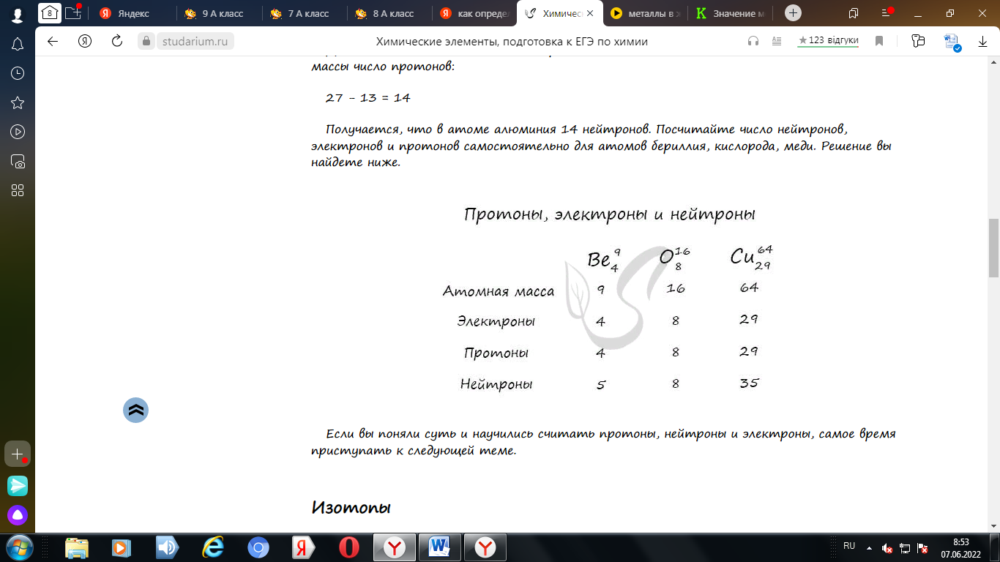 8
Яндекс
9 А класс
7 А класс
8 А класс
как определ
Химическ
металлы в ж
Значение м
studarium.ru
Химические элементы, подготовка к ЕГЭ по химии
★123 відгуки
массы число протонов:
27 - 13 = 14
Получается, что в атоме алюминия 14 нейтронов. Посчитайте число нейтронов,
электронов и протонов самостоятельно для атомов бериллия, кислорода, меди. Решение вы
найдете ниже.
Протоны, электроны и нейтроны
Be 9 4 O 16 8 Cu 64 29
Атомная масса 9 16 64
Электроны 4 8 29
Протоны 4 8 29
Нейтроны 5 8 35
Если вы поняли суть и научились считать протоны, нейтроны и электроны, самое время
приступать к следующей теме.
Изотопы
RU
8:53
07.06.2022